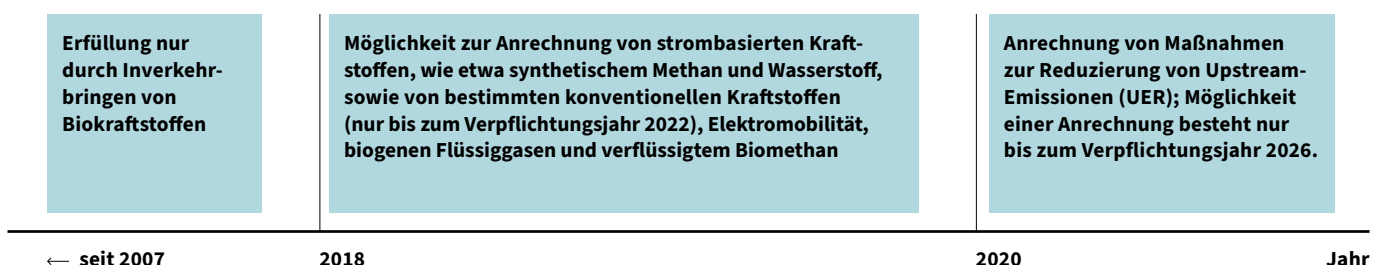 Erfüllung nur
durch Inverkehr-
bringen von
Biokraftstoffen
Möglichkeit zur Anrechnung von strombasierten Kraft-
stoffen, wie etwa synthetischem Methan und Wasserstoff,
sowie von bestimmten konventionellen Kraftstoffen
(nur bis zum Verpflichtungsjahr 2022), Elektromobilität,
biogenen Flüssiggasen und verflüssigtem Biomethan
Anrechnung von Maßnahmen
zur Reduzierung von Upstream-
Emissionen (UER); Möglichkeit
einer Anrechnung besteht nur
bis zum Verpflichtungsjahr 2026.
← seit 2007
2018
2020
Jahr